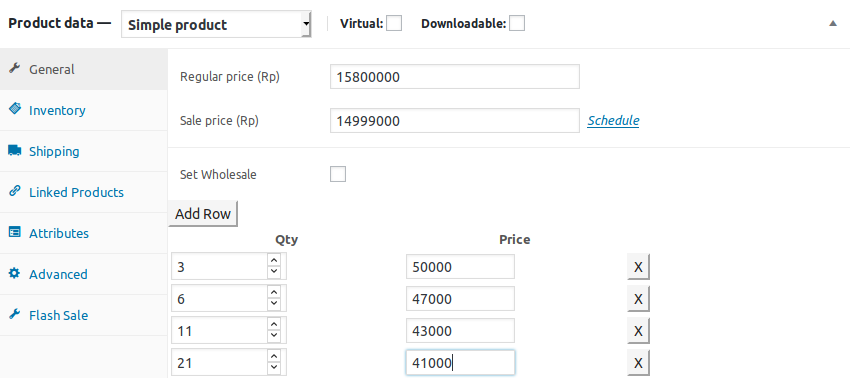 Product data — Simple product Virtual: Downloadable:
General
Regular price (Rp) 15800000
Inventory
Sale price (Rp) 14999000 Schedule
Shipping
Set Wholesale
Linked Products
Add Row
Attributes
Qty Price
3 50000 X
Advanced
6 47000 X
Flash Sale
11 43000 X
21 41000 X